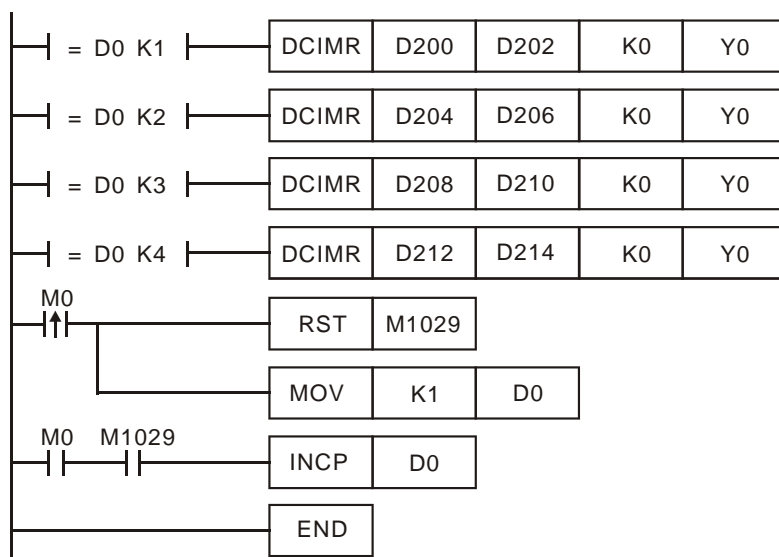 = D0 K1 DCIMR D200 D202 K0 Y0
= D0 K2 DCIMR D204 D206 K0 Y0
= D0 K3 DCIMR D208 D210 K0 Y0
= D0 K4 DCIMR D212 D214 K0 Y0
M0
RST M1029
MOV K1 D0
M0 M1029
INCP D0
END